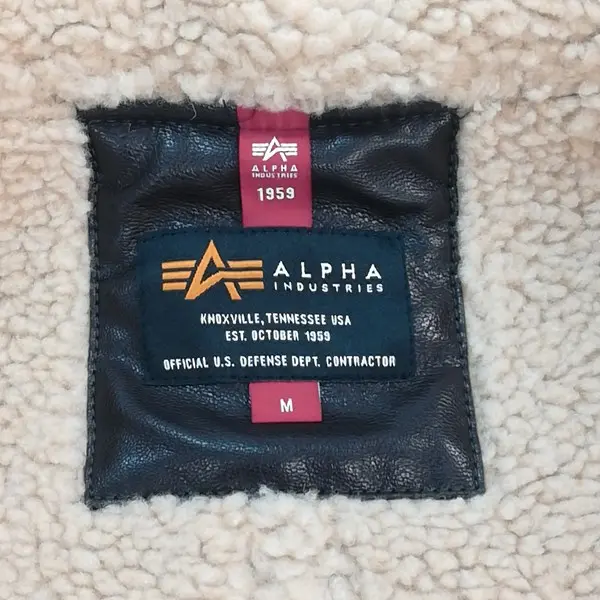 ALPHA
INDUSTRIES
1959
ALPHA
INDUSTRIES
KNOXVILLE, TENNESSEE USA
EST. OCTOBER 1959
OFFICIAL U.S. DEFENSE DEPT. CONTRACTOR
M